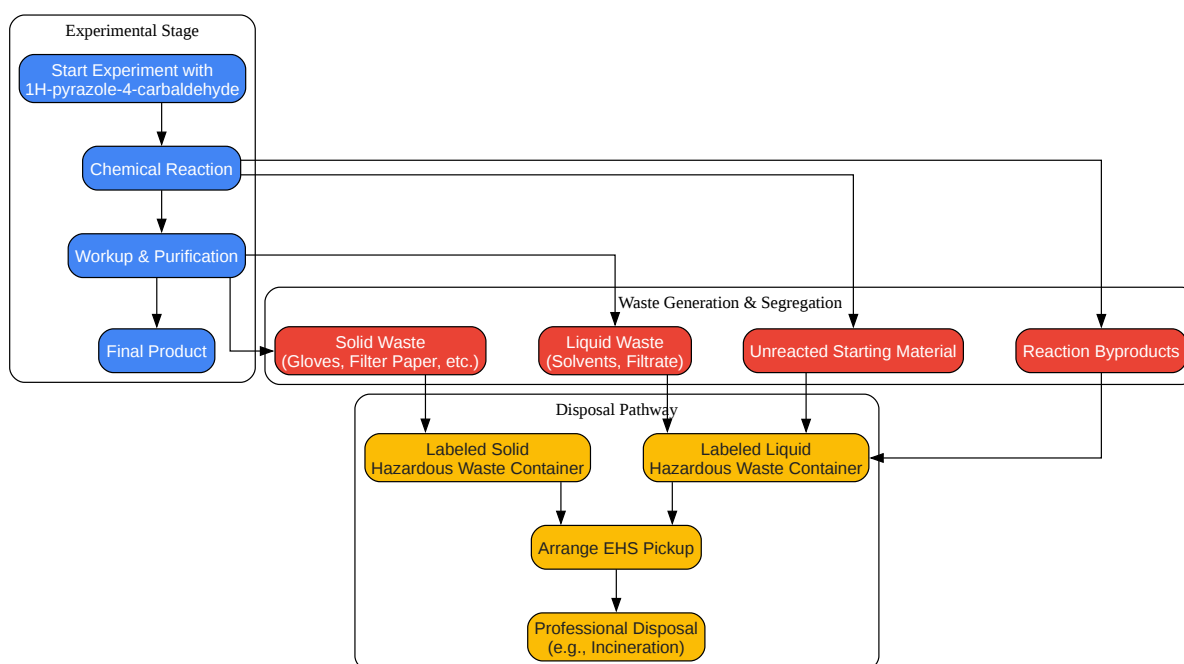 Experimental Stage
Start Experiment with
1H-pyrazole-4-carbaldehyde
Chemical Reaction
Workup & Purification
Final Product
Waste Generation & Segregation
Solid Waste
(Gloves, Filter Paper, etc.)
Liquid Waste
(Solvents, Filtrate)
Unreacted Starting Material
Reaction Byproducts
Disposal Pathway
Labeled Solid
Hazardous Waste Container
Labeled Liquid
Hazardous Waste Container
Arrange EHS Pickup
Professional Disposal
(e.g., Incineration)